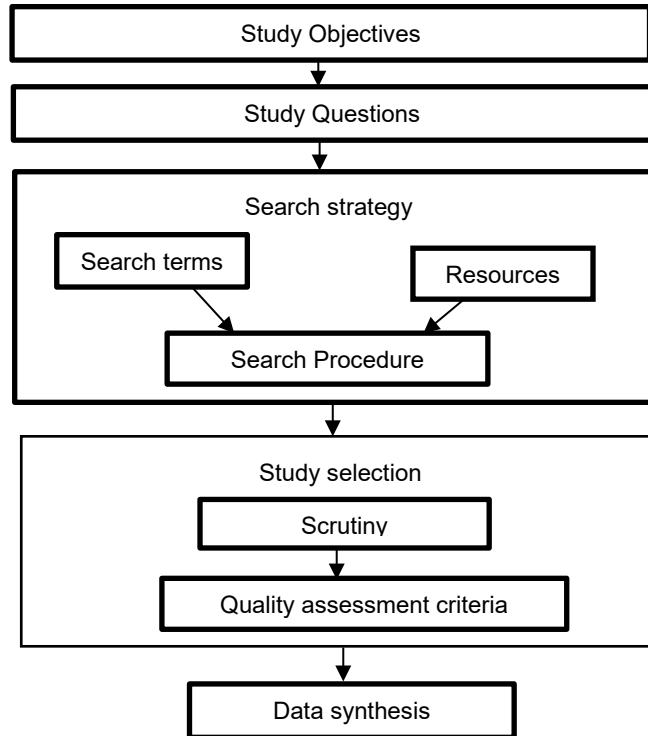 Study Objectives
Study Questions
Search strategy
Search terms
Resources
Search Procedure
Study selection
Scrutiny
Quality assessment criteria
Data synthesis